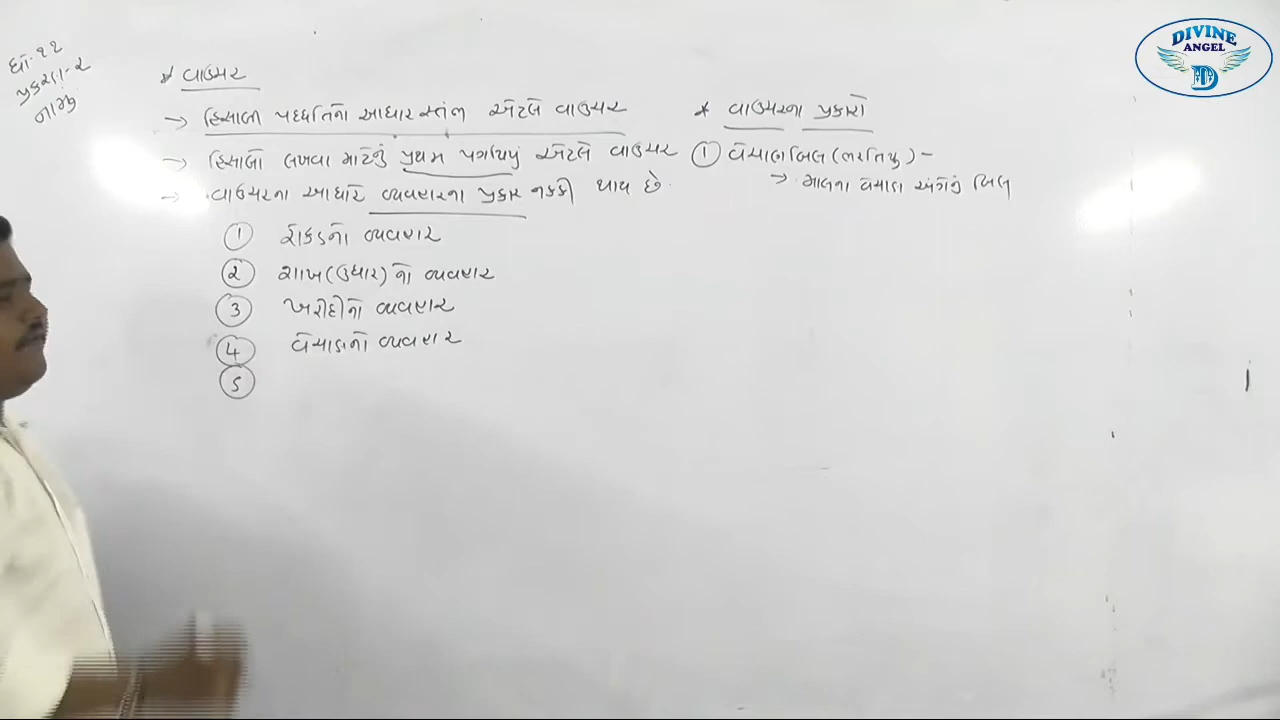 ધો-૧૨
પ્રકરણ-૨
નામું
* વાઉચર
→ હિસાબી પધ્ધતિનો આધાર સ્તંભ એટલે વાઉચર
→ હિસાબો લખવા માટેનું પ્રથમ પગથિયું એટલે વાઉચર
→ વાઉચરના આધારે વ્યવહારના પ્રકાર નક્કી થાય છે.
① રોકડનો વ્યવહાર
② શાખ(ઉધાર)નો વ્યવહાર
③ ખરીદીનો વ્યવહાર
④ વેચાણનો વ્યવહાર
⑤
* વાઉચરના પ્રકારો
① વેચાણબિલ(ભરતિયુ) -
→ માલના વેચાણ અંગેનું બિલ
DIVINE
ANGEL
D